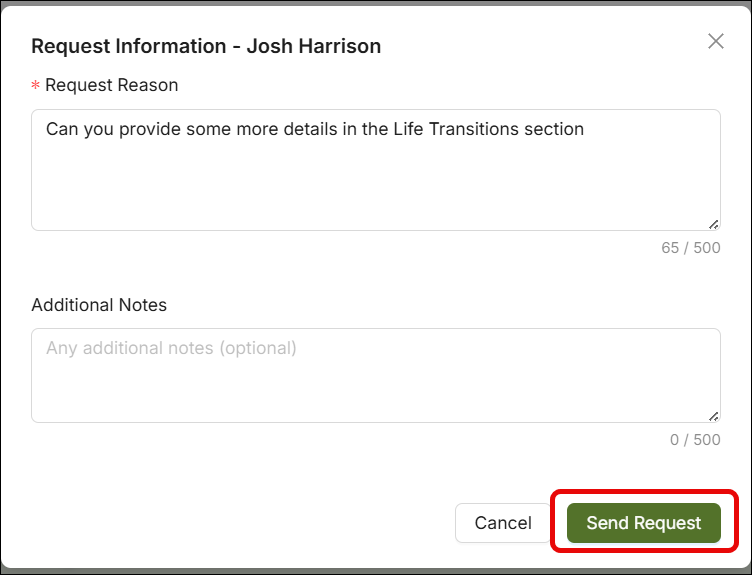 Request Information - Josh Harrison
* Request Reason
Can you provide some more details in the Life Transitions section
65 / 500
Additional Notes
Any additional notes (optional)
0 / 500
Cancel
Send Request